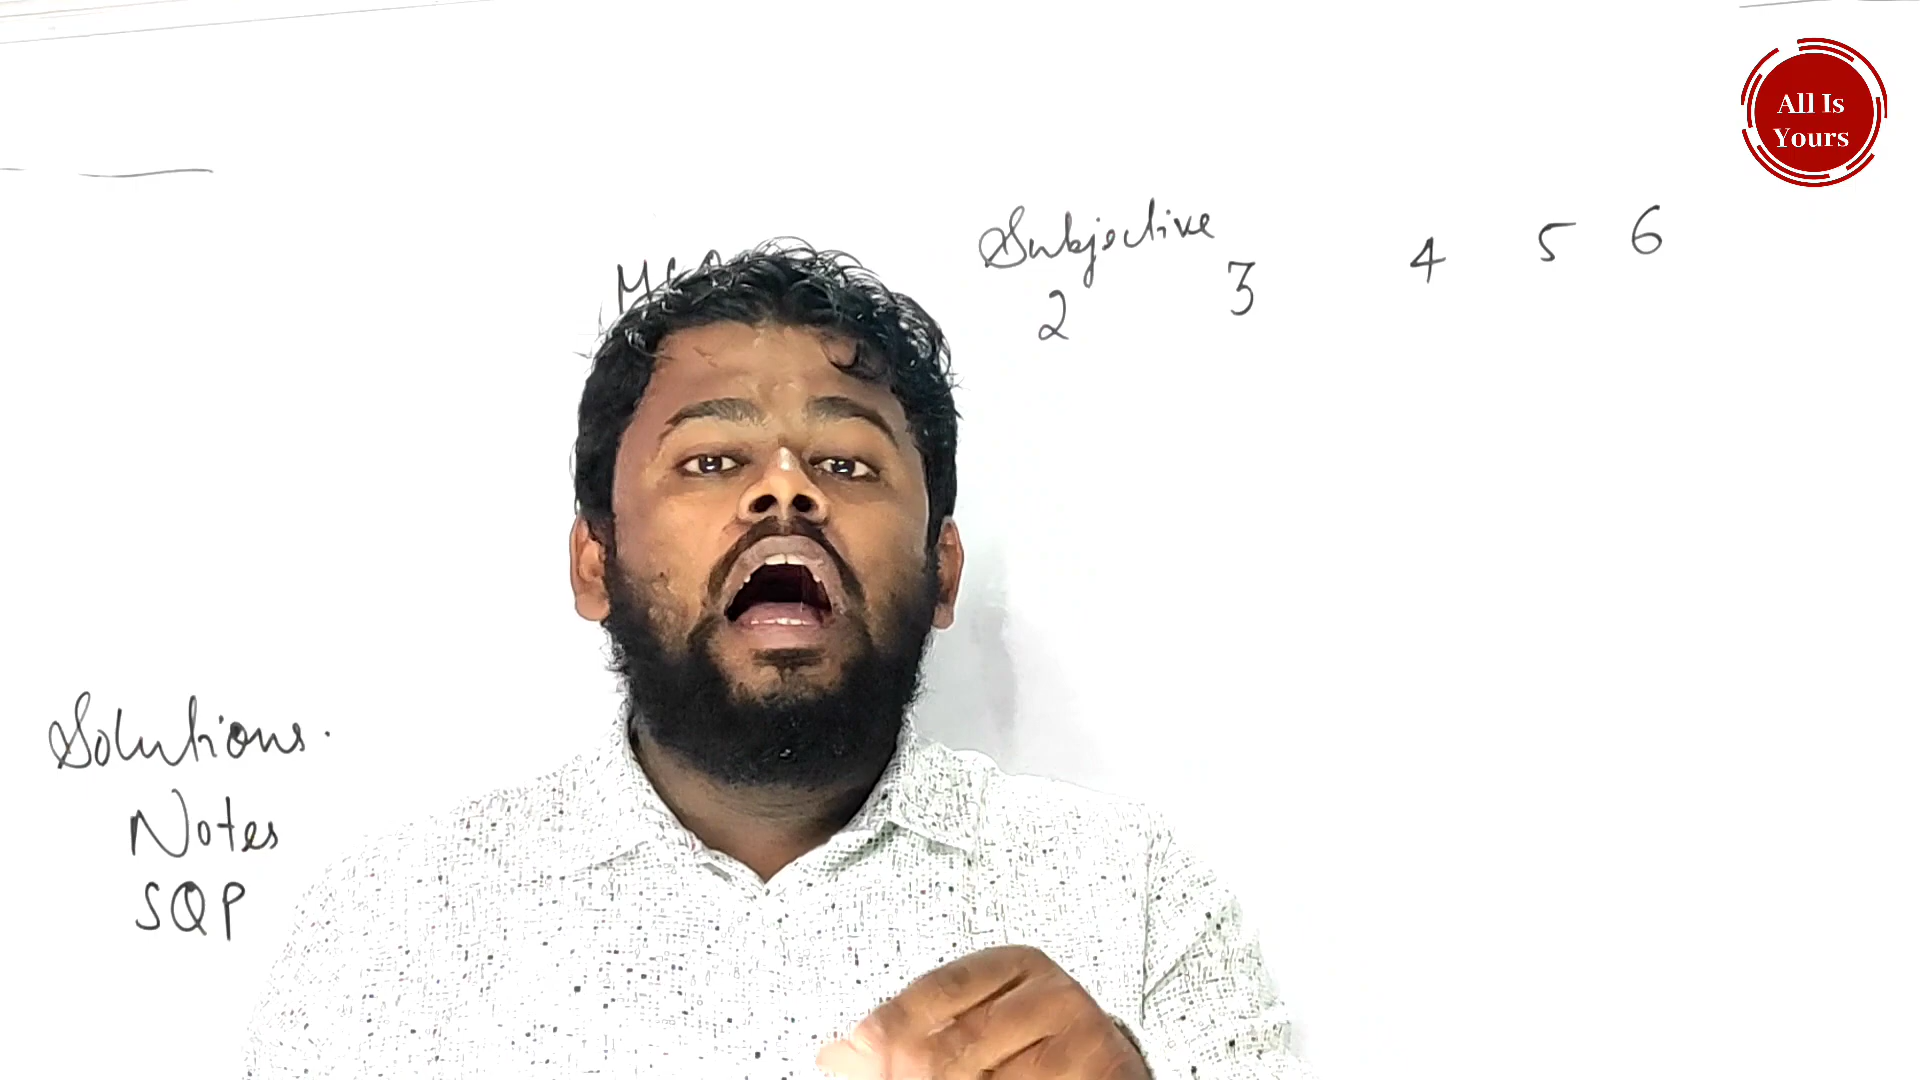 All Is
Yours
Subjective
2 3 4 5 6
Solutions.
Notes
SQP